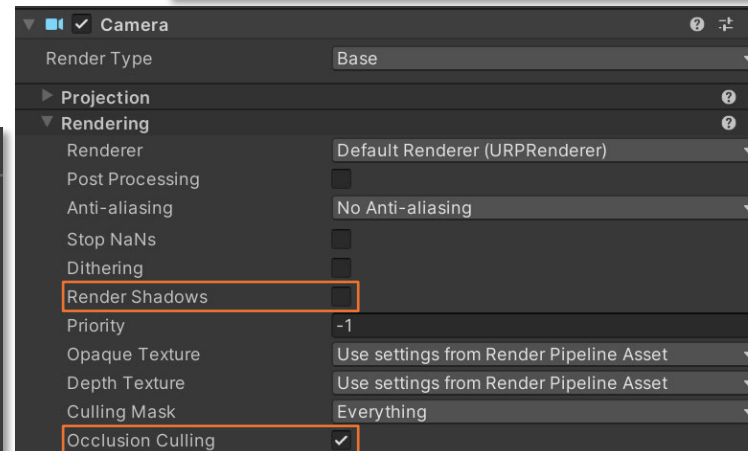 Camera
Render Type Base
Projection
Rendering
Renderer Default Renderer (URPRenderer)
Post Processing
Anti-aliasing No Anti-aliasing
Stop NaNs
Dithering
Render Shadows
Priority -1
Opaque Texture Use settings from Render Pipeline Asset
Depth Texture Use settings from Render Pipeline Asset
Culling Mask Everything
Occlusion Culling